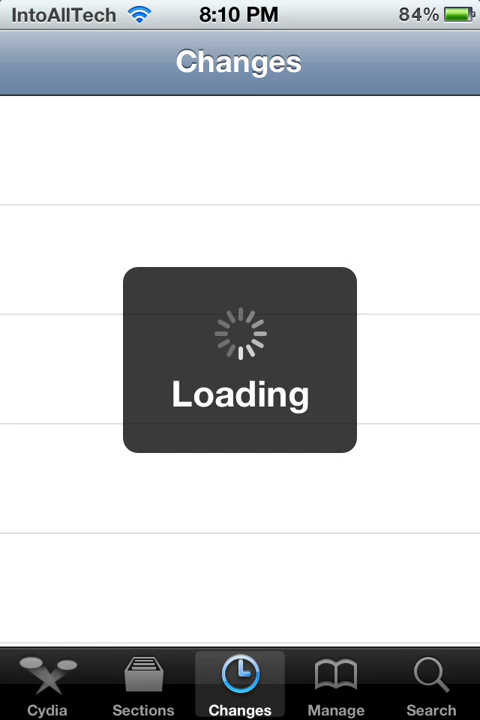 IntoAllTech 8:10 PM 84%
Changes
Loading
Cydia Sections Changes Manage Search